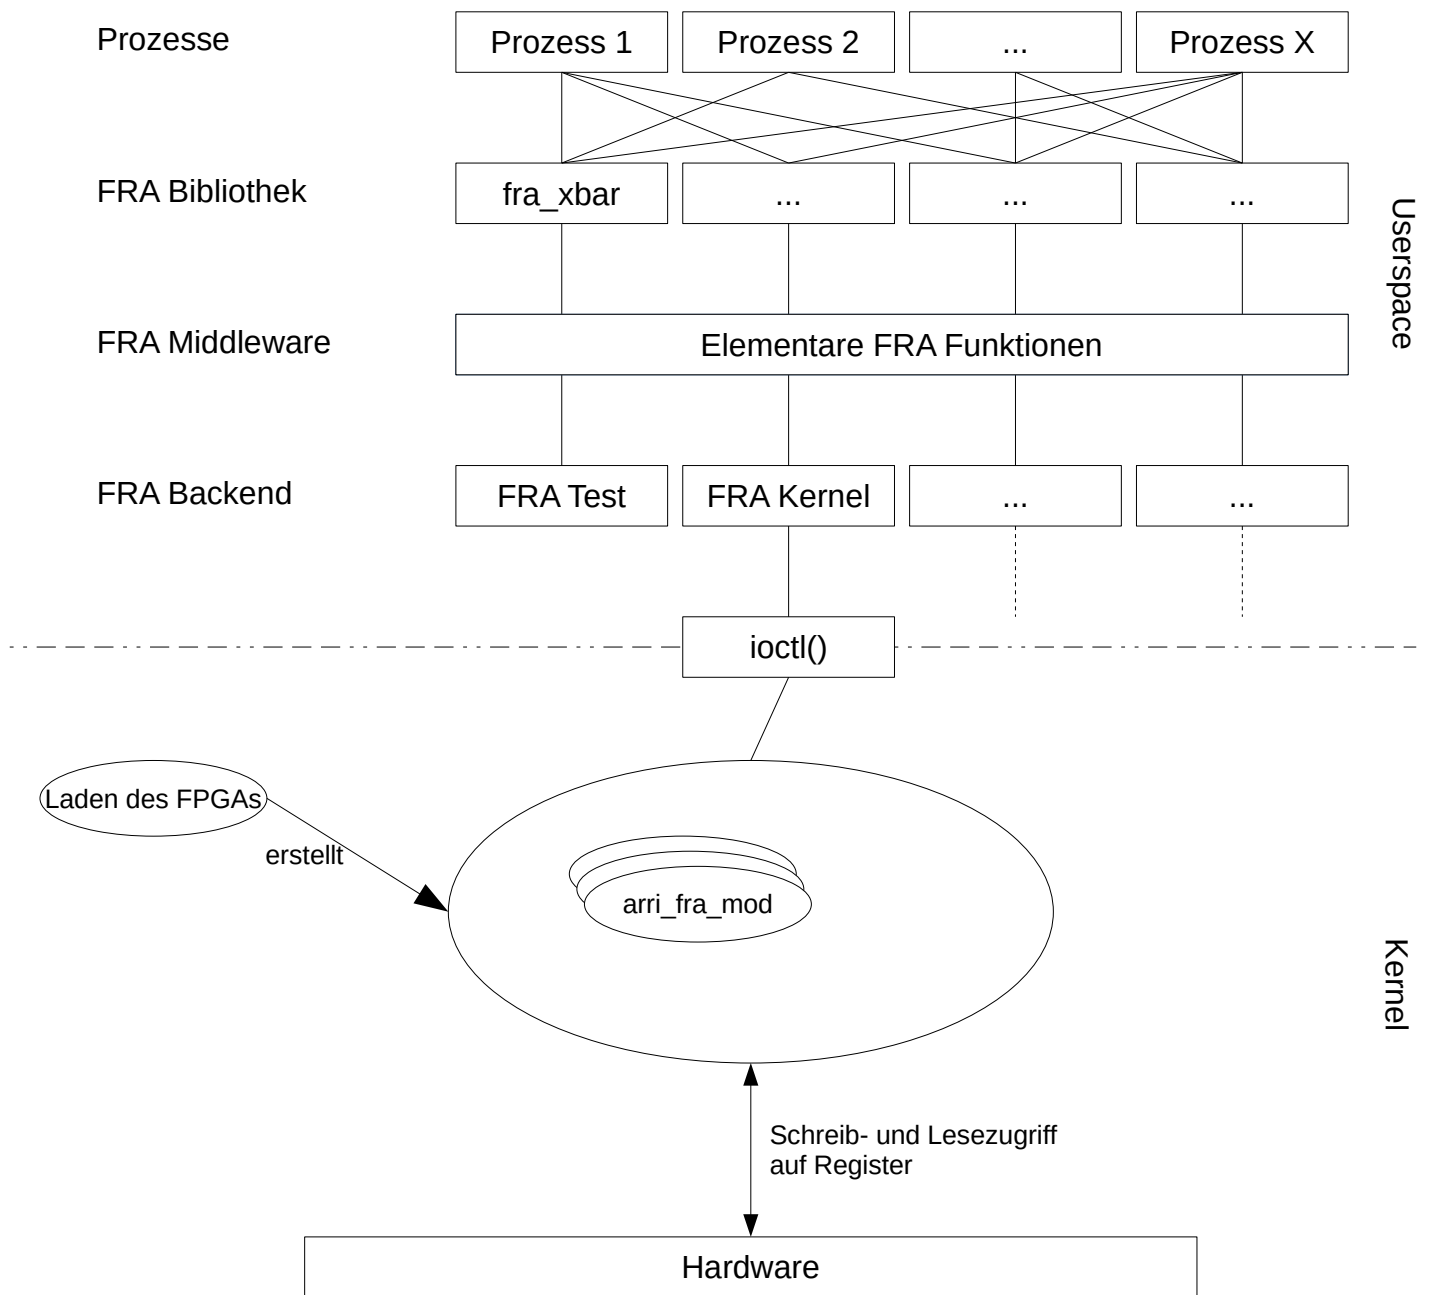 Prozesse
Prozess 1
Prozess 2
...
Prozess X
FRA Bibliothek
fra_xbar
...
...
...
Userspace
FRA Middleware
Elementare FRA Funktionen
FRA Backend
FRA Test
FRA Kernel
...
...
ioctl()
Laden des FPGAs
erstellt
arri_fra_mod
Kernel
Schreib- und Lesezugriff
auf Register
Hardware